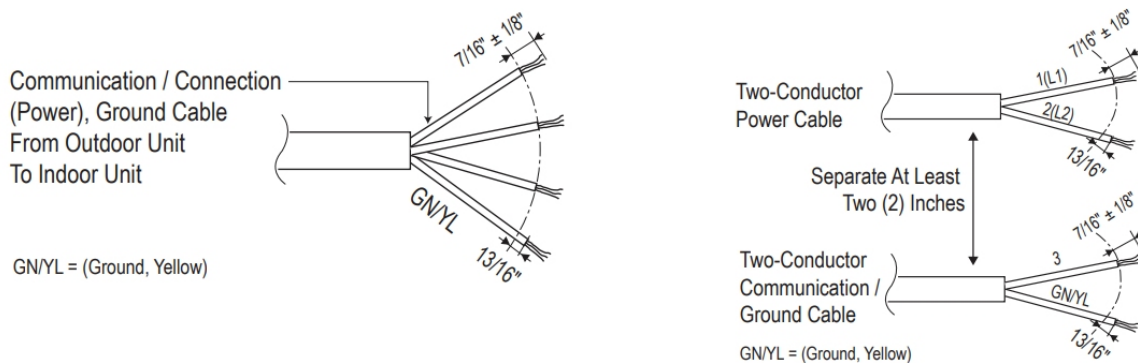 7/16" ± 1/8"
Communication / Connection
(Power), Ground Cable
From Outdoor Unit
To Indoor Unit
GN/YL
13/16"
GN/YL = (Ground, Yellow)
7/16" ± 1/8"
Two-Conductor
Power Cable
1(L1)
2(L2)
13/16"
Separate At Least
Two (2) Inches
7/16" ± 1/8"
Two-Conductor
Communication /
Ground Cable
3
GN/YL
13/16"
GN/YL = (Ground, Yellow)